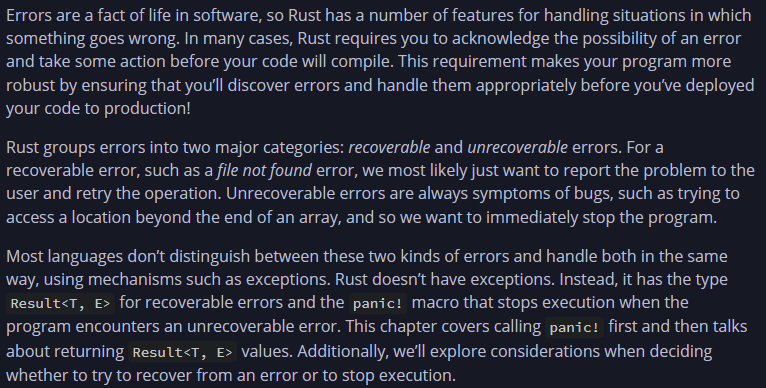 Errors are a fact of life in software, so Rust has a number of features for handling situations in which
something goes wrong. In many cases, Rust requires you to acknowledge the possibility of an error
and take some action before your code will compile. This requirement makes your program more
robust by ensuring that you’ll discover errors and handle them appropriately before you’ve deployed
your code to production!
Rust groups errors into two major categories: recoverable and unrecoverable errors. For a
recoverable error, such as a file not found error, we most likely just want to report the problem to the
user and retry the operation. Unrecoverable errors are always symptoms of bugs, such as trying to
access a location beyond the end of an array, and so we want to immediately stop the program.
Most languages don’t distinguish between these two kinds of errors and handle both in the same
way, using mechanisms such as exceptions. Rust doesn’t have exceptions. Instead, it has the type
Result<T, E> for recoverable errors and the panic! macro that stops execution when the
program encounters an unrecoverable error. This chapter covers calling panic! first and then talks
about returning Result<T, E> values. Additionally, we’ll explore considerations when deciding
whether to try to recover from an error or to stop execution.